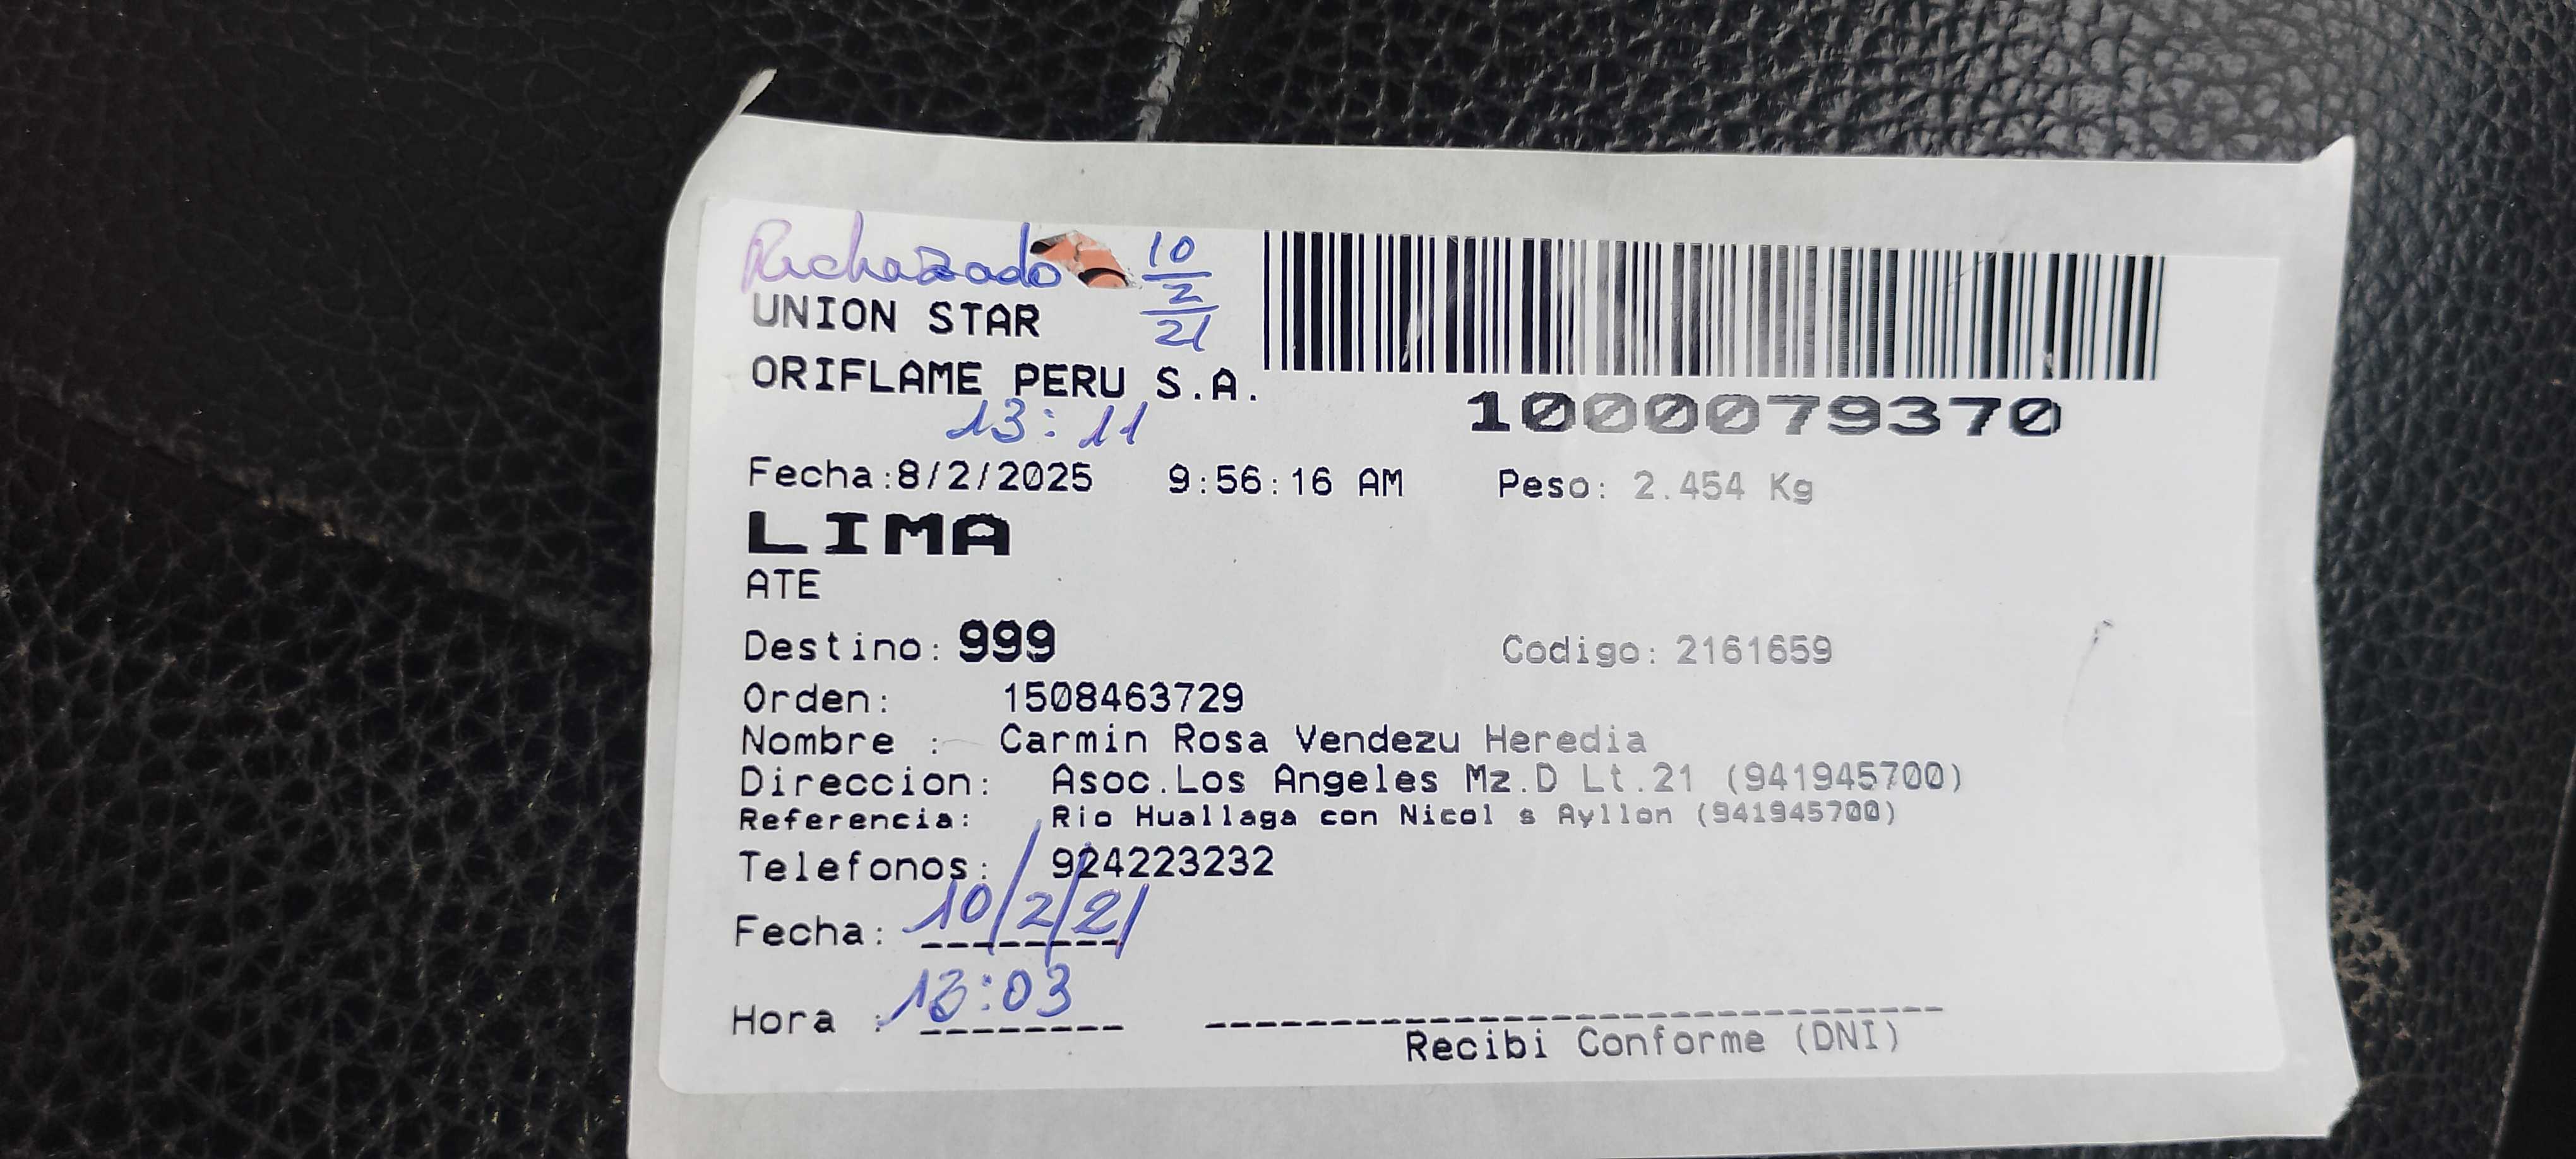 Rechazado 10/2/21
UNION STAR
ORIFLAME PERU S.A.
13:11
1000079370
Fecha:8/2/2025 9:56:16 AM Peso: 2.454 Kg
LIMA
ATE
Destino: 999 Codigo: 2161659
Orden: 1508463729
Nombre : Carmin Rosa Vendezu Heredia
Direccion: Asoc.Los Angeles Mz.D Lt.21 (941945700)
Referencia: Rio Huallaga con Nicol s Ayllon (941945700)
Telefonos: 924223232
Fecha: 10/2/21
Hora : 13:03
Recibi Conforme (DNI)